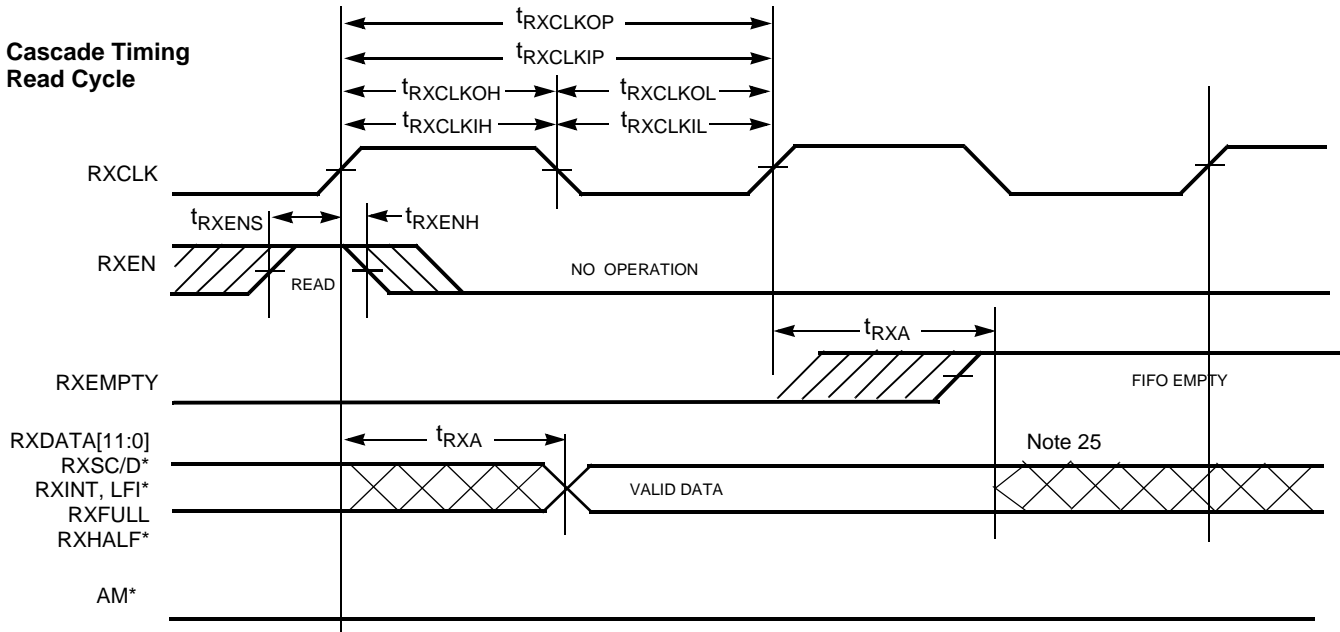 Cascade Timing
Read Cycle
tRXCLKOP
tRXCLKIP
tRXCLKOH
tRXCLKOL
tRXCLKIH
tRXCLKIL
RXCLK
tRXENS
tRXENH
RXEN
READ
NO OPERATION
tRXA
RXEMPTY
FIFO EMPTY
RXDATA[11:0]
RXSC/D*
RXINT, LFI*
RXFULL
RXHALF*
tRXA
Note 25
VALID DATA
AM*